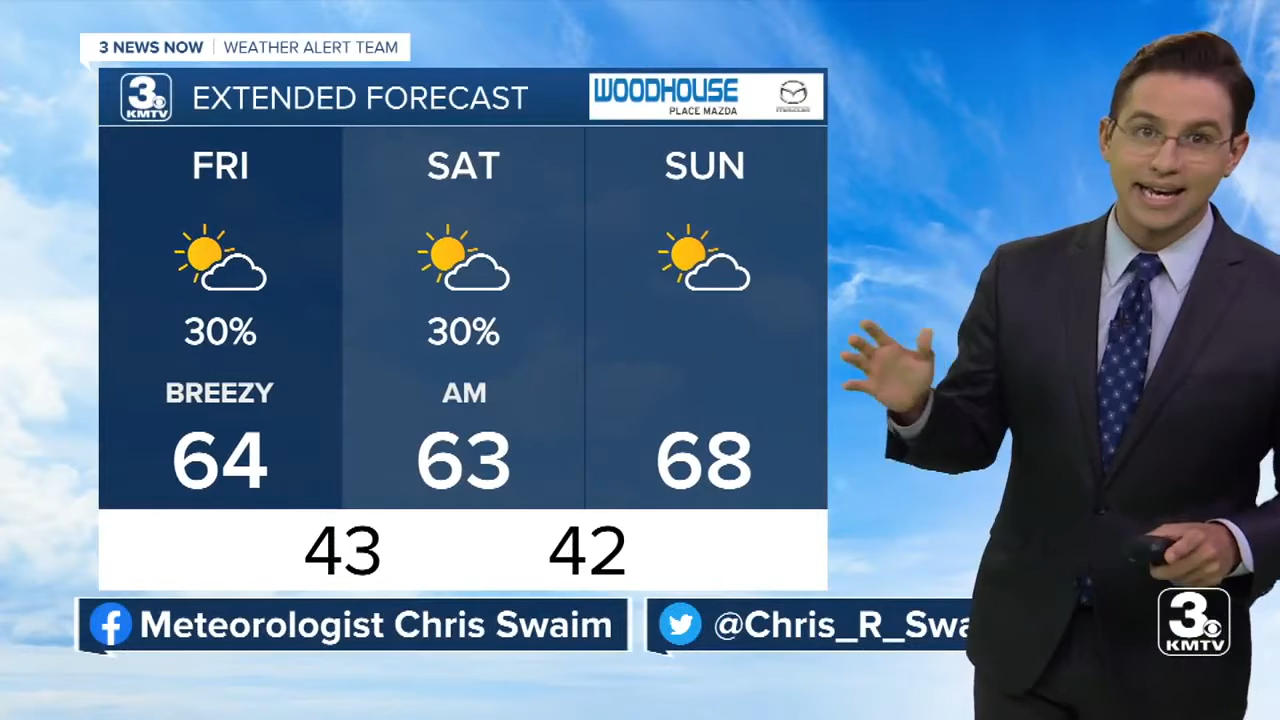 3 NEWS NOW | WEATHER ALERT TEAM
3
KMTV
EXTENDED FORECAST
WOODHOUSE
PLACE MAZDA
mazda
FRI SAT SUN
30% 30%
BREEZY AM
64 63 68
43 42
Meteorologist Chris Swaim
@Chris_R_Swa
3
KMTV